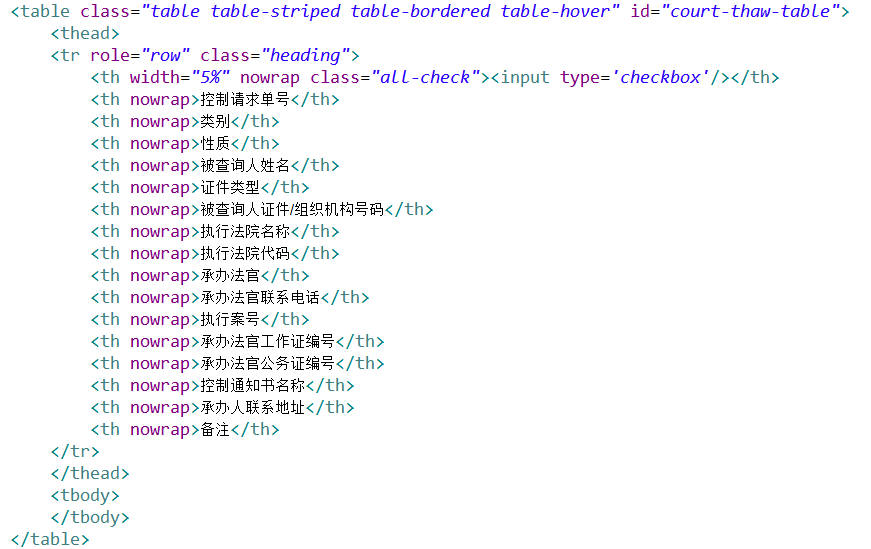 <table class="table table-striped table-bordered table-hover" id="court-thaw-table">
<thead>
<tr role="row" class="heading">
<th width="5%" nowrap class="all-check"><input type='checkbox'/></th>
<th nowrap>控制请求单号</th>
<th nowrap>类别</th>
<th nowrap>性质</th>
<th nowrap>被查询人姓名</th>
<th nowrap>证件类型</th>
<th nowrap>被查询人证件/组织机构号码</th>
<th nowrap>执行法院名称</th>
<th nowrap>执行法院代码</th>
<th nowrap>承办法官</th>
<th nowrap>承办法官联系电话</th>
<th nowrap>执行案号</th>
<th nowrap>承办法官工作证编号</th>
<th nowrap>承办法官公务证编号</th>
<th nowrap>控制通知书名称</th>
<th nowrap>承办人联系地址</th>
<th nowrap>备注</th>
</tr>
</thead>
<tbody>
</tbody>
</table>